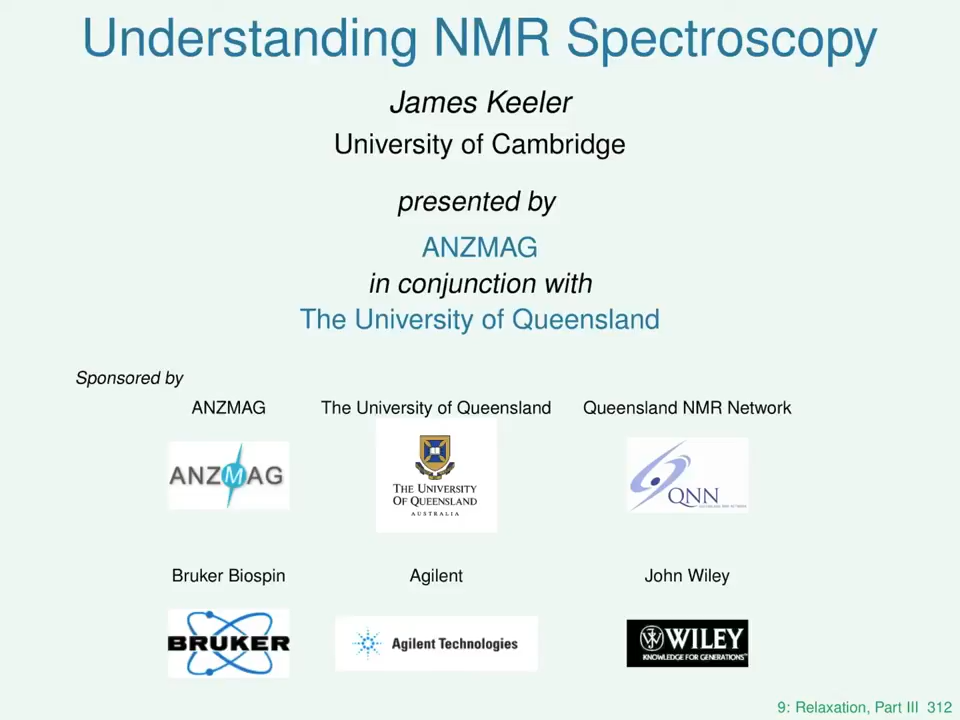 Understanding NMR Spectroscopy
James Keeler
University of Cambridge
presented by
ANZMAG
in conjunction with
The University of Queensland
Sponsored by
ANZMAG The University of Queensland Queensland NMR Network
ANZMAG
THE UNIVERSITY
OF QUEENSLAND
AUSTRALIA
QNN
Bruker Biospin Agilent John Wiley
BRUKER
Agilent Technologies
WILEY
KNOWLEDGE FOR GENERATIONS™
9: Relaxation, Part III 312